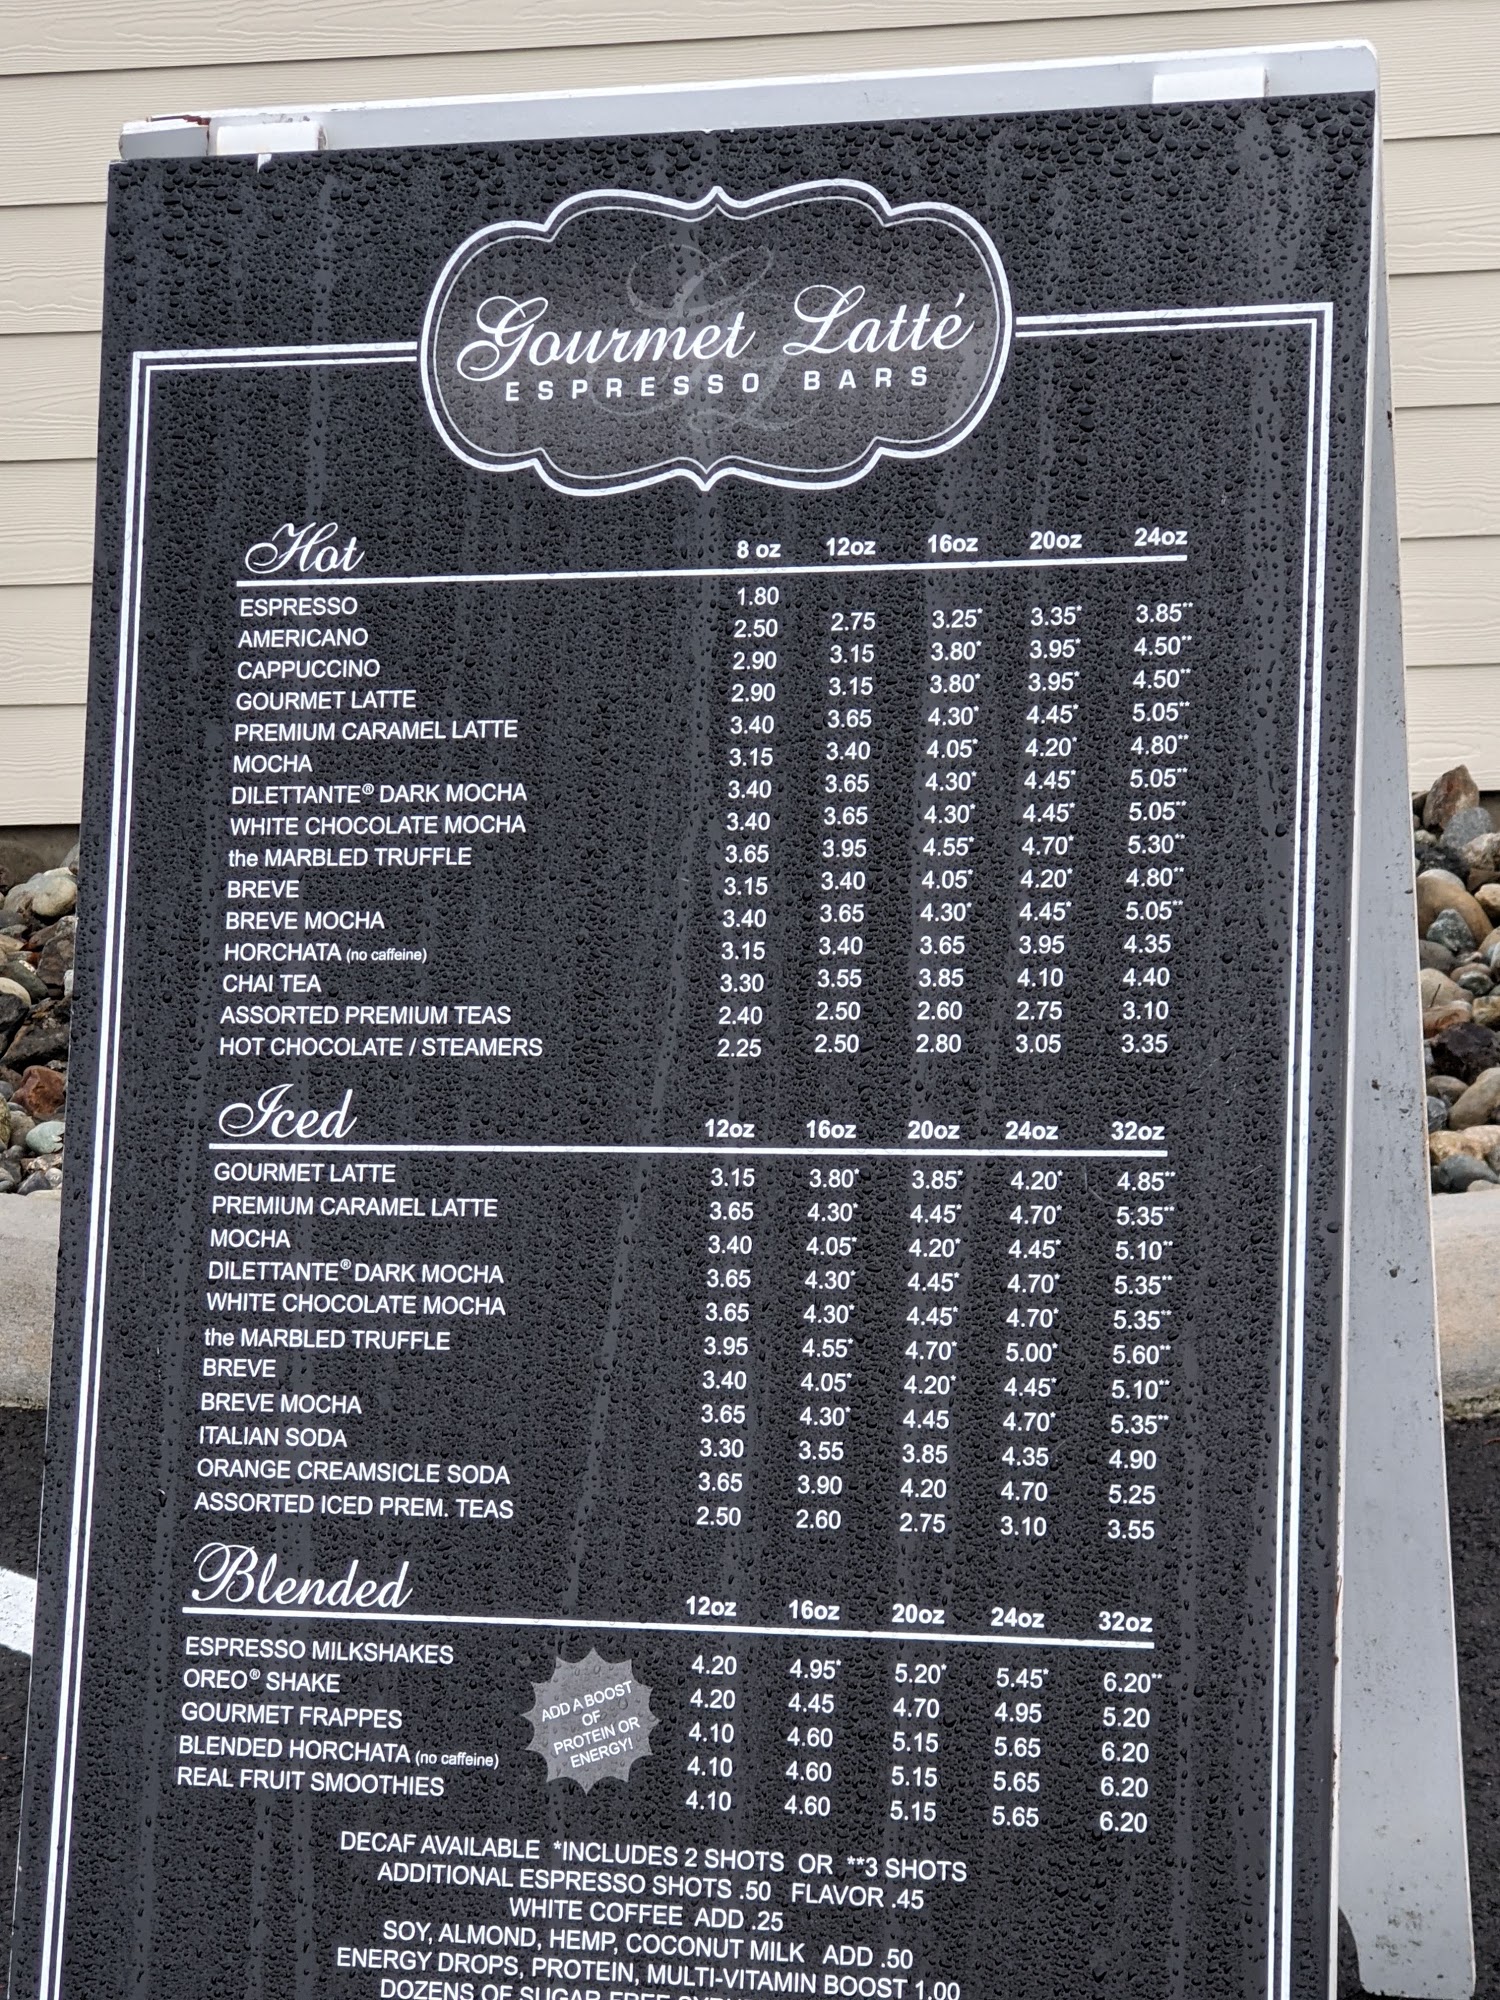 Gourmet Latté
ESPRESSO BARS
Hot 8 oz 12oz 16oz 20oz 24oz
ESPRESSO 1.80
AMERICANO 2.50 2.75 3.25* 3.35* 3.85**
CAPPUCCINO 2.90 3.15 3.80* 3.95* 4.50**
GOURMET LATTE 2.90 3.15 3.80* 3.95* 4.50**
PREMIUM CARAMEL LATTE 3.40 3.65 4.30* 4.45* 5.05**
MOCHA 3.15 3.40 4.05* 4.20* 4.80**
DILETTANTE® DARK MOCHA 3.40 3.65 4.30* 4.45* 5.05**
WHITE CHOCOLATE MOCHA 3.40 3.65 4.30* 4.45* 5.05**
the MARBLED TRUFFLE 3.65 3.95 4.55* 4.70* 5.30**
BREVE 3.15 3.40 4.05* 4.20* 4.80**
BREVE MOCHA 3.40 3.65 4.30* 4.45* 5.05**
HORCHATA (no caffeine) 3.15 3.40 3.65 3.95 4.35
CHAI TEA 3.30 3.55 3.85 4.10 4.40
ASSORTED PREMIUM TEAS 2.40 2.50 2.60 2.75 3.10
HOT CHOCOLATE / STEAMERS 2.25 2.50 2.80 3.05 3.35
Iced 12oz 16oz 20oz 24oz 32oz
GOURMET LATTE 3.15 3.80* 3.85* 4.20* 4.85**
PREMIUM CARAMEL LATTE 3.65 4.30* 4.45* 4.70* 5.35**
MOCHA 3.40 4.05* 4.20* 4.45* 5.10**
DILETTANTE® DARK MOCHA 3.65 4.30* 4.45* 4.70* 5.35**
WHITE CHOCOLATE MOCHA 3.65 4.30* 4.45* 4.70* 5.35**
the MARBLED TRUFFLE 3.95 4.55* 4.70* 5.00* 5.60**
BREVE 3.40 4.05* 4.20* 4.45* 5.10**
BREVE MOCHA 3.65 4.30* 4.45 4.70* 5.35**
ITALIAN SODA 3.30 3.55 3.85 4.35 4.90
ORANGE CREAMSICLE SODA 3.65 3.90 4.20 4.70 5.25
ASSORTED ICED PREM. TEAS 2.50 2.60 2.75 3.10 3.55
Blended 12oz 16oz 20oz 24oz 32oz
ESPRESSO MILKSHAKES 4.20 4.95* 5.20* 5.45* 6.20**
OREO® SHAKE 4.20 4.45 4.70 4.95 5.20
GOURMET FRAPPES 4.10 4.60 5.15 5.65 6.20
BLENDED HORCHATA (no caffeine) 4.10 4.60 5.15 5.65 6.20
REAL FRUIT SMOOTHIES 4.10 4.60 5.15 5.65 6.20
ADD A BOOST
OF
PROTEIN OR
ENERGY!
DECAF AVAILABLE *INCLUDES 2 SHOTS OR **3 SHOTS
ADDITIONAL ESPRESSO SHOTS .50 FLAVOR .45
WHITE COFFEE ADD .25
SOY, ALMOND, HEMP, COCONUT MILK ADD .50
ENERGY DROPS, PROTEIN, MULTI-VITAMIN BOOST 1.00
DOZENS OF SUGAR FREE